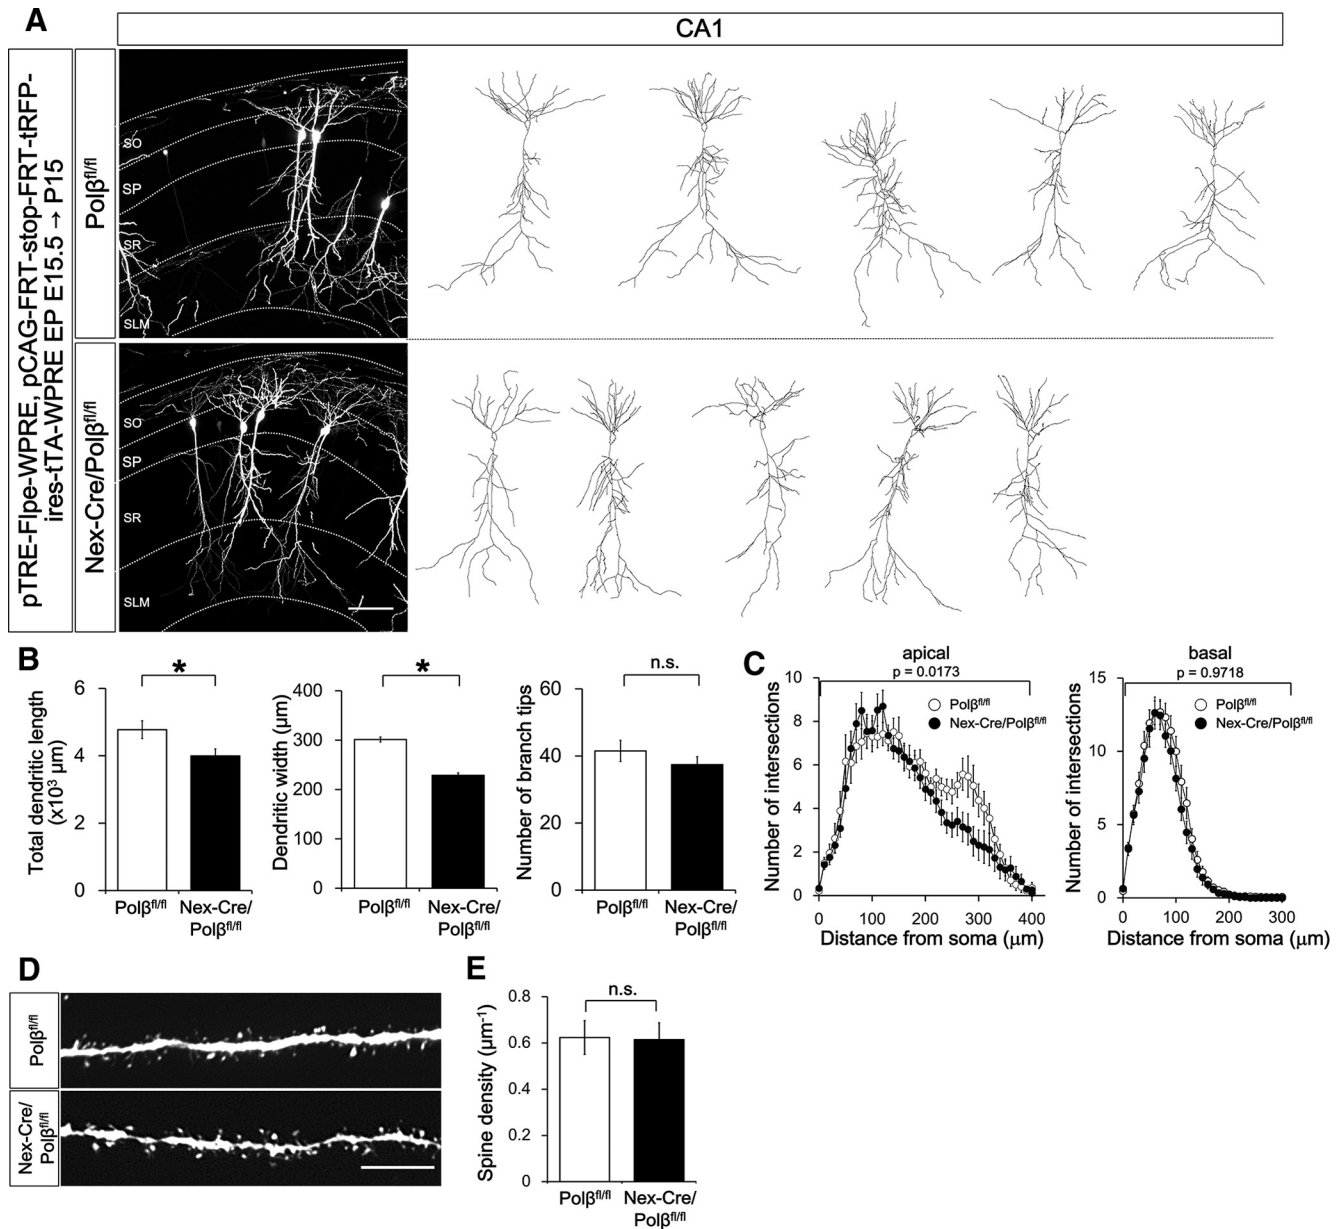 A
CA1
pTRE-Flpe-WPRE, pCAG-FRT-stop-FRT-tRFP-
ires-tTA-WPRE EP E15.5 → P15
Polβfl/fl
SO
SP
SR
SLM
Nex-Cre/Polβfl/fl
SO
SP
SR
SLM
B
Total dendritic length
(x10³ μm)
6
4
2
0
*
Polβfl/fl
Nex-Cre/
Polβfl/fl
Dendritic width (μm)
400
300
200
100
0
*
Polβfl/fl
Nex-Cre/
Polβfl/fl
Number of branch tips
60
40
20
0
n.s.
Polβfl/fl
Nex-Cre/
Polβfl/fl
C
apical
p = 0.0173
Number of intersections
10
8
6
4
2
0
Polβfl/fl
Nex-Cre/Polβfl/fl
0 100 200 300 400
Distance from soma (μm)
basal
p = 0.9718
Number of intersections
15
10
5
0
Polβfl/fl
Nex-Cre/Polβfl/fl
0 100 200 300
Distance from soma (μm)
D
Polβfl/fl
Nex-Cre/
Polβfl/fl
E
Spine density (μm⁻¹)
0.8
0.6
0.4
0.2
0
n.s.
Polβfl/fl
Nex-Cre/
Polβfl/fl